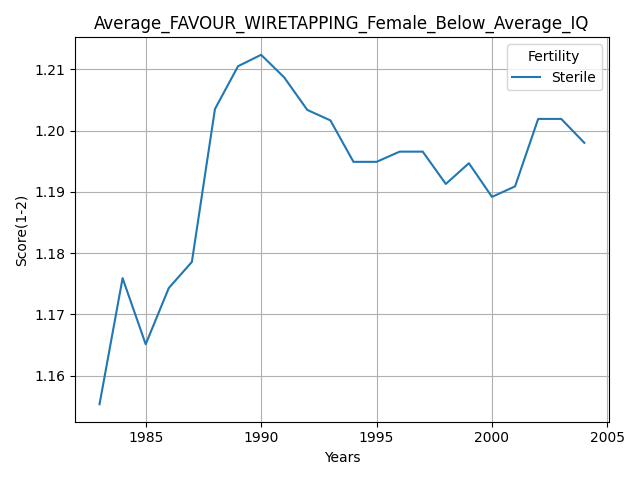 Average_FAVOUR_WIRETAPPING_Female_Below_Average_IQ
Fertility
Sterile
Score(1-2)
1.21
1.20
1.19
1.18
1.17
1.16
1985
1990
1995
2000
2005
Years